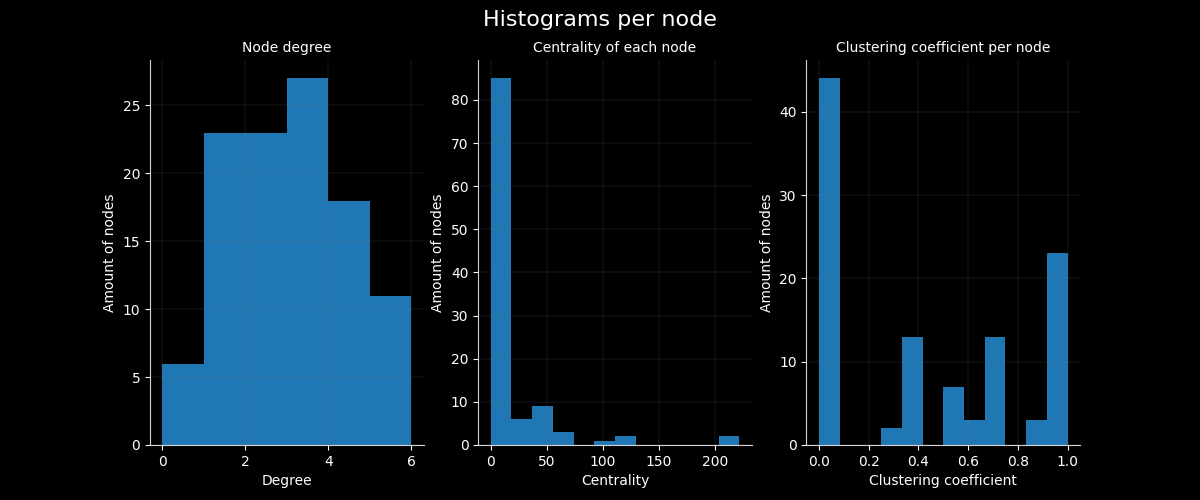 Histograms per node
Node degree
Amount of nodes
25
20
15
10
5
0
0 2 4 6
Degree
Centrality of each node
Amount of nodes
80
70
60
50
40
30
20
10
0
0 50 100 150 200
Centrality
Clustering coefficient per node
Amount of nodes
40
30
20
10
0
0.0 0.2 0.4 0.6 0.8 1.0
Clustering coefficient